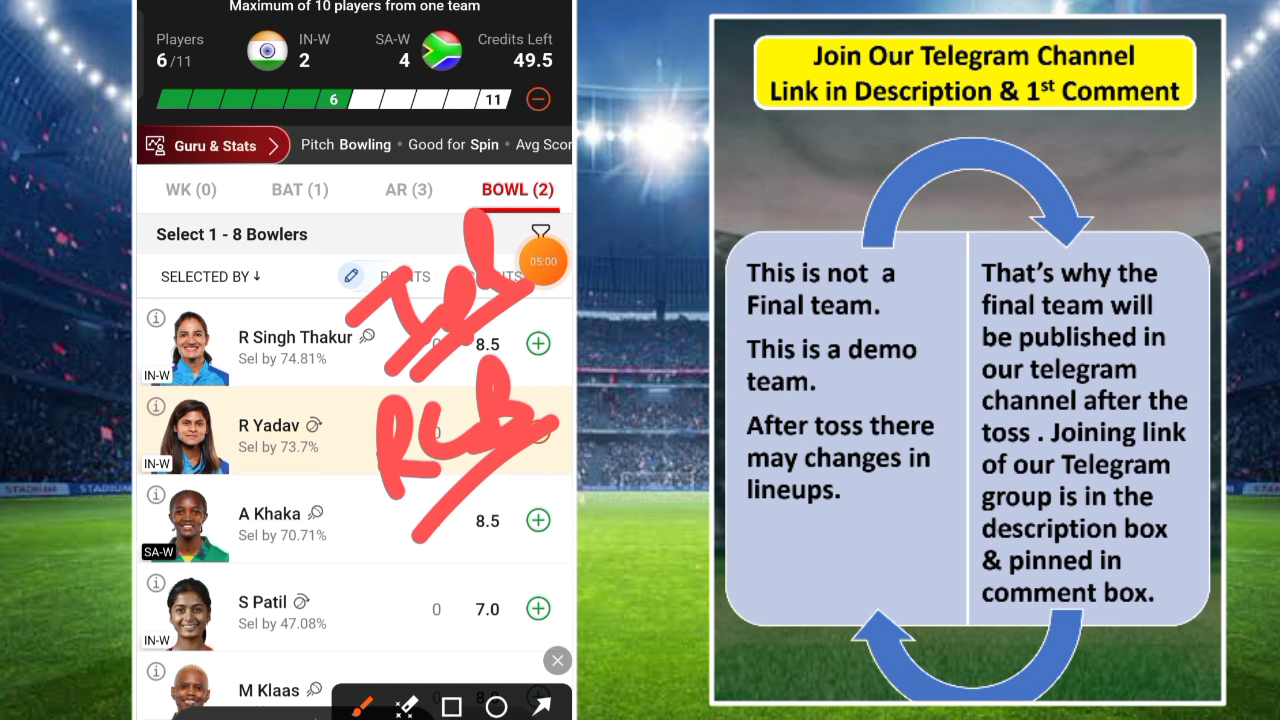 Maximum of 10 players from one team
Players
6 /11
IN-W
2
SA-W
4
Credits Left
49.5
6
11
Guru & Stats
Pitch Bowling • Good for Spin • Avg Scor
WK (0)
BAT (1)
AR (3)
BOWL (2)
Select 1 - 8 Bowlers
05:00
SELECTED BY ↓
R Singh Thakur
Sel by 74.81%
8.5
IN-W
R Yadav
Sel by 73.7%
IN-W
RCB
A Khaka
Sel by 70.71%
8.5
SA-W
S Patil
Sel by 47.08%
0
7.0
IN-W
M Klaas
Join Our Telegram Channel
Link in Description & 1st Comment
This is not a
Final team.
This is a demo
team.
After toss there
may changes in
lineups.
That's why the
final team will
be published in
our telegram
channel after the
toss . Joining link
of our Telegram
group is in the
description box
& pinned in
comment box.